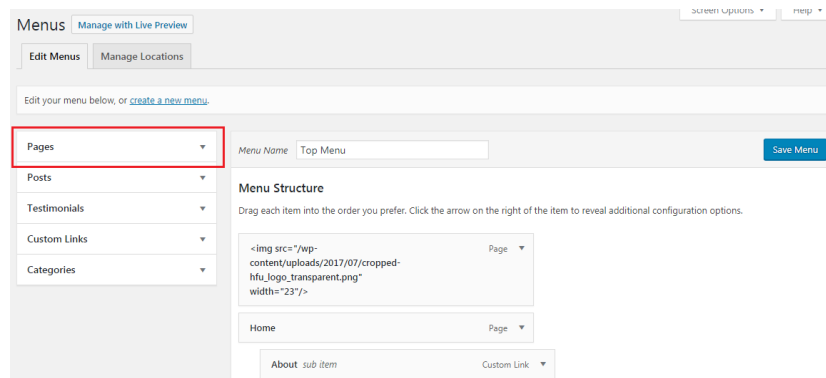 Screen Options Help
Menus Manage with Live Preview
Edit Menus Manage Locations
Edit your menu below, or create a new menu.
Pages
Menu Name Top Menu Save Menu
Posts
Menu Structure
Testimonials
Drag each item into the order you prefer. Click the arrow on the right of the item to reveal additional configuration options.
Custom Links
<img src="/wp- Page
content/uploads/2017/07/cropped-
hfu_logo_transparent.png"
width="23"/>
Categories
Home Page
About sub item Custom Link